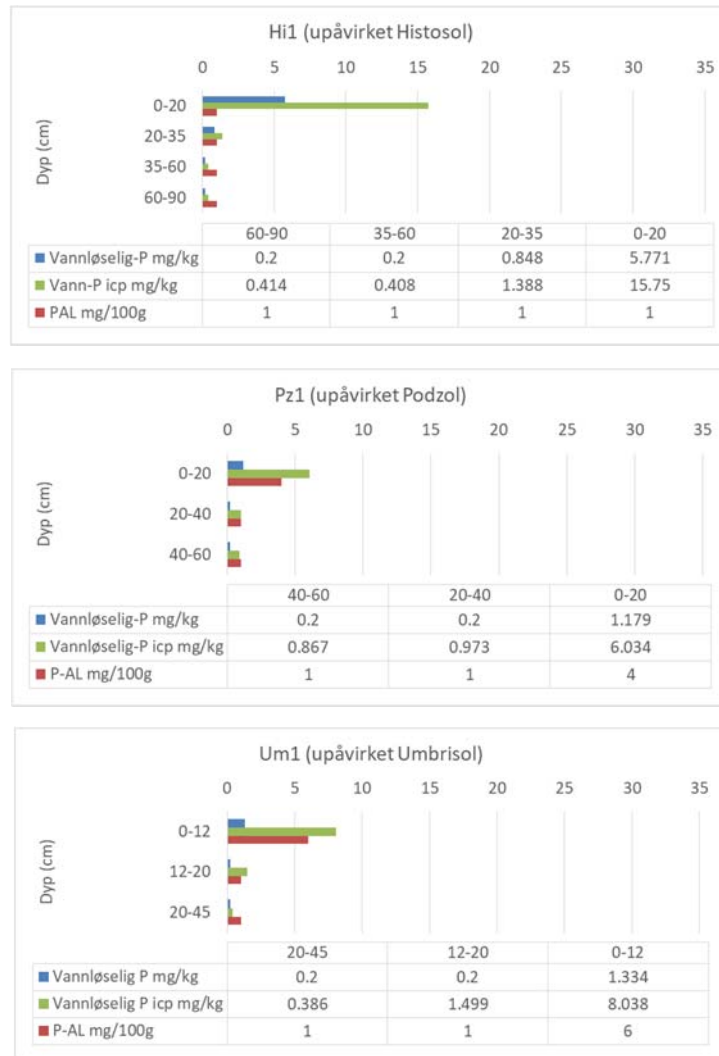 Hi1 (upåvirket Histosol)
0 5 10 15 20 25 30 35
Dyp (cm)
0-20
20-35
35-60
60-90
60-90 35-60 20-35 0-20
Vannløselig-P mg/kg 0.2 0.2 0.848 5.771
Vann-P icp mg/kg 0.414 0.408 1.388 15.75
PAL mg/100g 1 1 1 1
Pz1 (upåvirket Podzol)
0 5 10 15 20 25 30 35
Dyp (cm)
0-20
20-40
40-60
40-60 20-40 0-20
Vannløselig-P mg/kg 0.2 0.2 1.179
Vannløselig-P icp mg/kg 0.867 0.973 6.034
P-AL mg/100g 1 1 4
Um1 (upåvirket Umbrisol)
0 5 10 15 20 25 30 35
Dyp (cm)
0-12
12-20
20-45
20-45 12-20 0-12
Vannløselig P mg/kg 0.2 0.2 1.334
Vannløselig P icp mg/kg 0.386 1.499 8.038
P-AL mg/100g 1 1 6